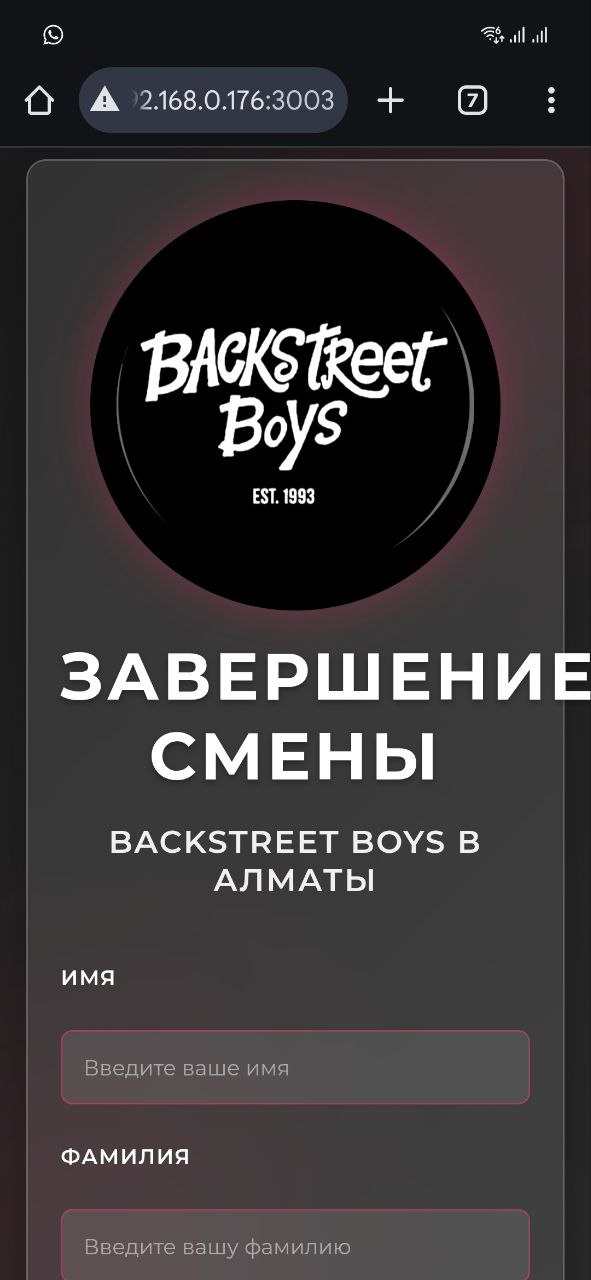 2.168.0.176:3003
7
BACKSTREET
BOYS
EST. 1993
ЗАВЕРШЕНИЕ
СМЕНЫ
BACKSTREET BOYS В
АЛМАТЫ
ИМЯ
Введите ваше имя
ФАМИЛИЯ
Введите вашу фамилию